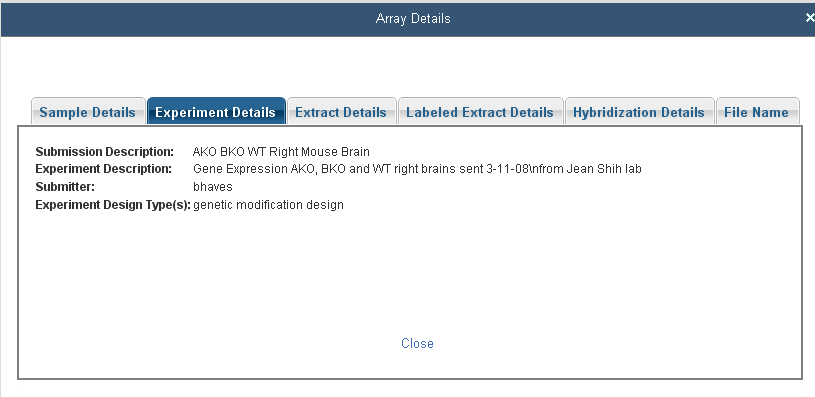 Array Details
Sample Details Experiment Details Extract Details Labeled Extract Details Hybridization Details File Name
Submission Description: AKO BKO WT Right Mouse Brain
Experiment Description: Gene Expression AKO, BKO and WT right brains sent 3-11-08\nfrom Jean Shih lab
Submitter: bhaves
Experiment Design Type(s): genetic modification design
Close